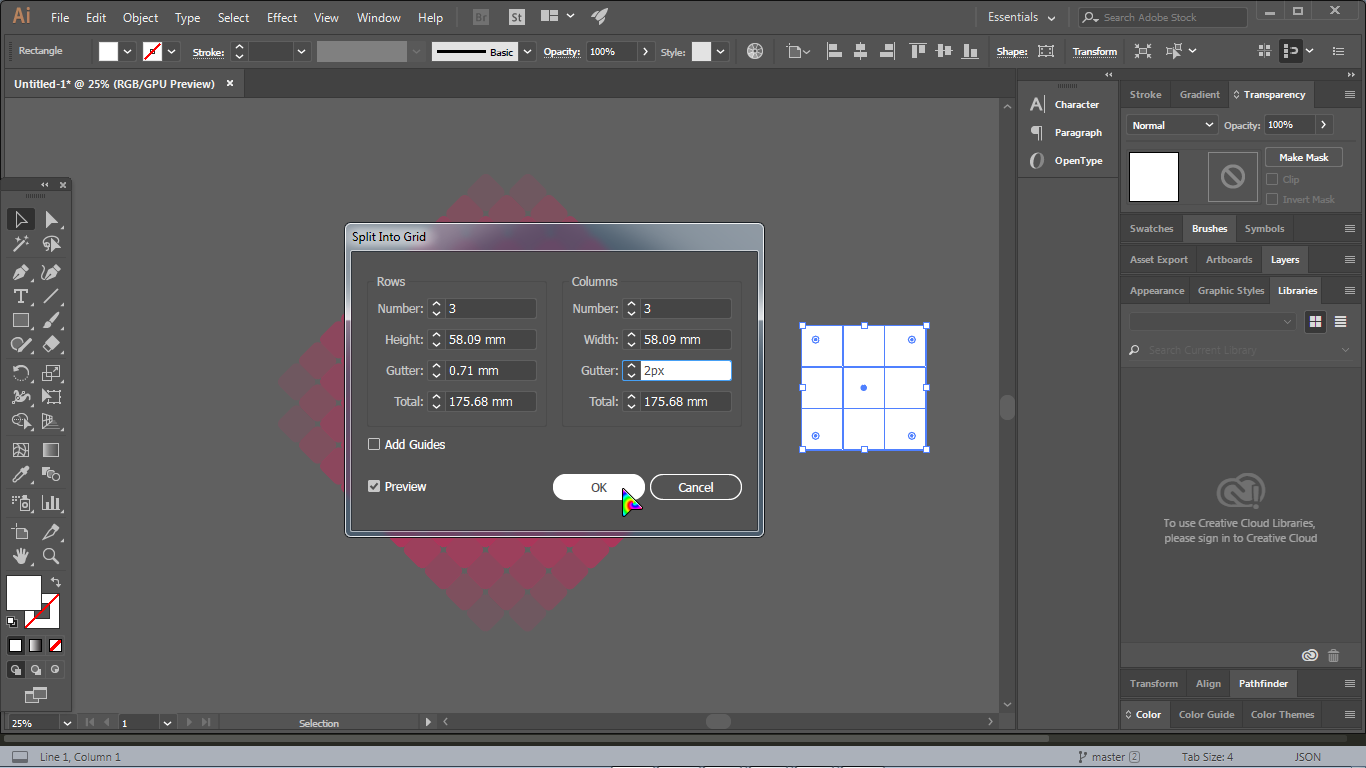 Ai File Edit Object Type Select Effect View Window Help Br St Essentials Search Adobe Stock
Rectangle Stroke: Basic Opacity: 100% Style: Shape: Transform
Untitled-1* @ 25% (RGB/GPU Preview)
Split Into Grid
Rows
Number: 3
Height: 58.09 mm
Gutter: 0.71 mm
Total: 175.68 mm
Columns
Number: 3
Width: 58.09 mm
Gutter: 2px
Total: 175.68 mm
Add Guides
Preview
OK
Cancel
Character
Paragraph
OpenType
Stroke Gradient Transparency
Normal Opacity: 100%
Make Mask
Clip
Invert Mask
Swatches Brushes Symbols
Asset Export Artboards Layers
Appearance Graphic Styles Libraries
Search Current Library
To use Creative Cloud Libraries,
please sign in to Creative Cloud
Transform Align Pathfinder
Color Color Guide Color Themes
25% 1 Selection
Line 1, Column 1 master 2 Tab Size: 4 JSON